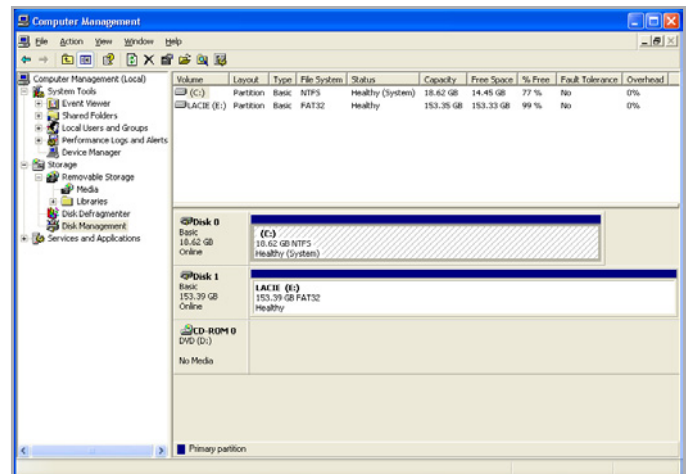 Computer Management
File Action View Window Help
Computer Management (Local)
System Tools
Event Viewer
Shared Folders
Local Users and Groups
Performance Logs and Alerts
Device Manager
Storage
Removable Storage
Media
Libraries
Disk Defragmenter
Disk Management
Services and Applications
Volume Layout Type File System Status Capacity Free Space % Free Fault Tolerance Overhead
(C:) Partition Basic NTFS Healthy (System) 18.62 GB 14.45 GB 77 % No 0%
LACIE (E:) Partition Basic FAT32 Healthy 153.35 GB 153.33 GB 99 % No 0%
Disk 0
Basic
18.62 GB
Online
(C:)
18.62 GB NTFS
Healthy (System)
Disk 1
Basic
153.39 GB
Online
LACIE (E:)
153.39 GB FAT32
Healthy
CD-ROM 0
DVD (D:)
No Media
Primary partition